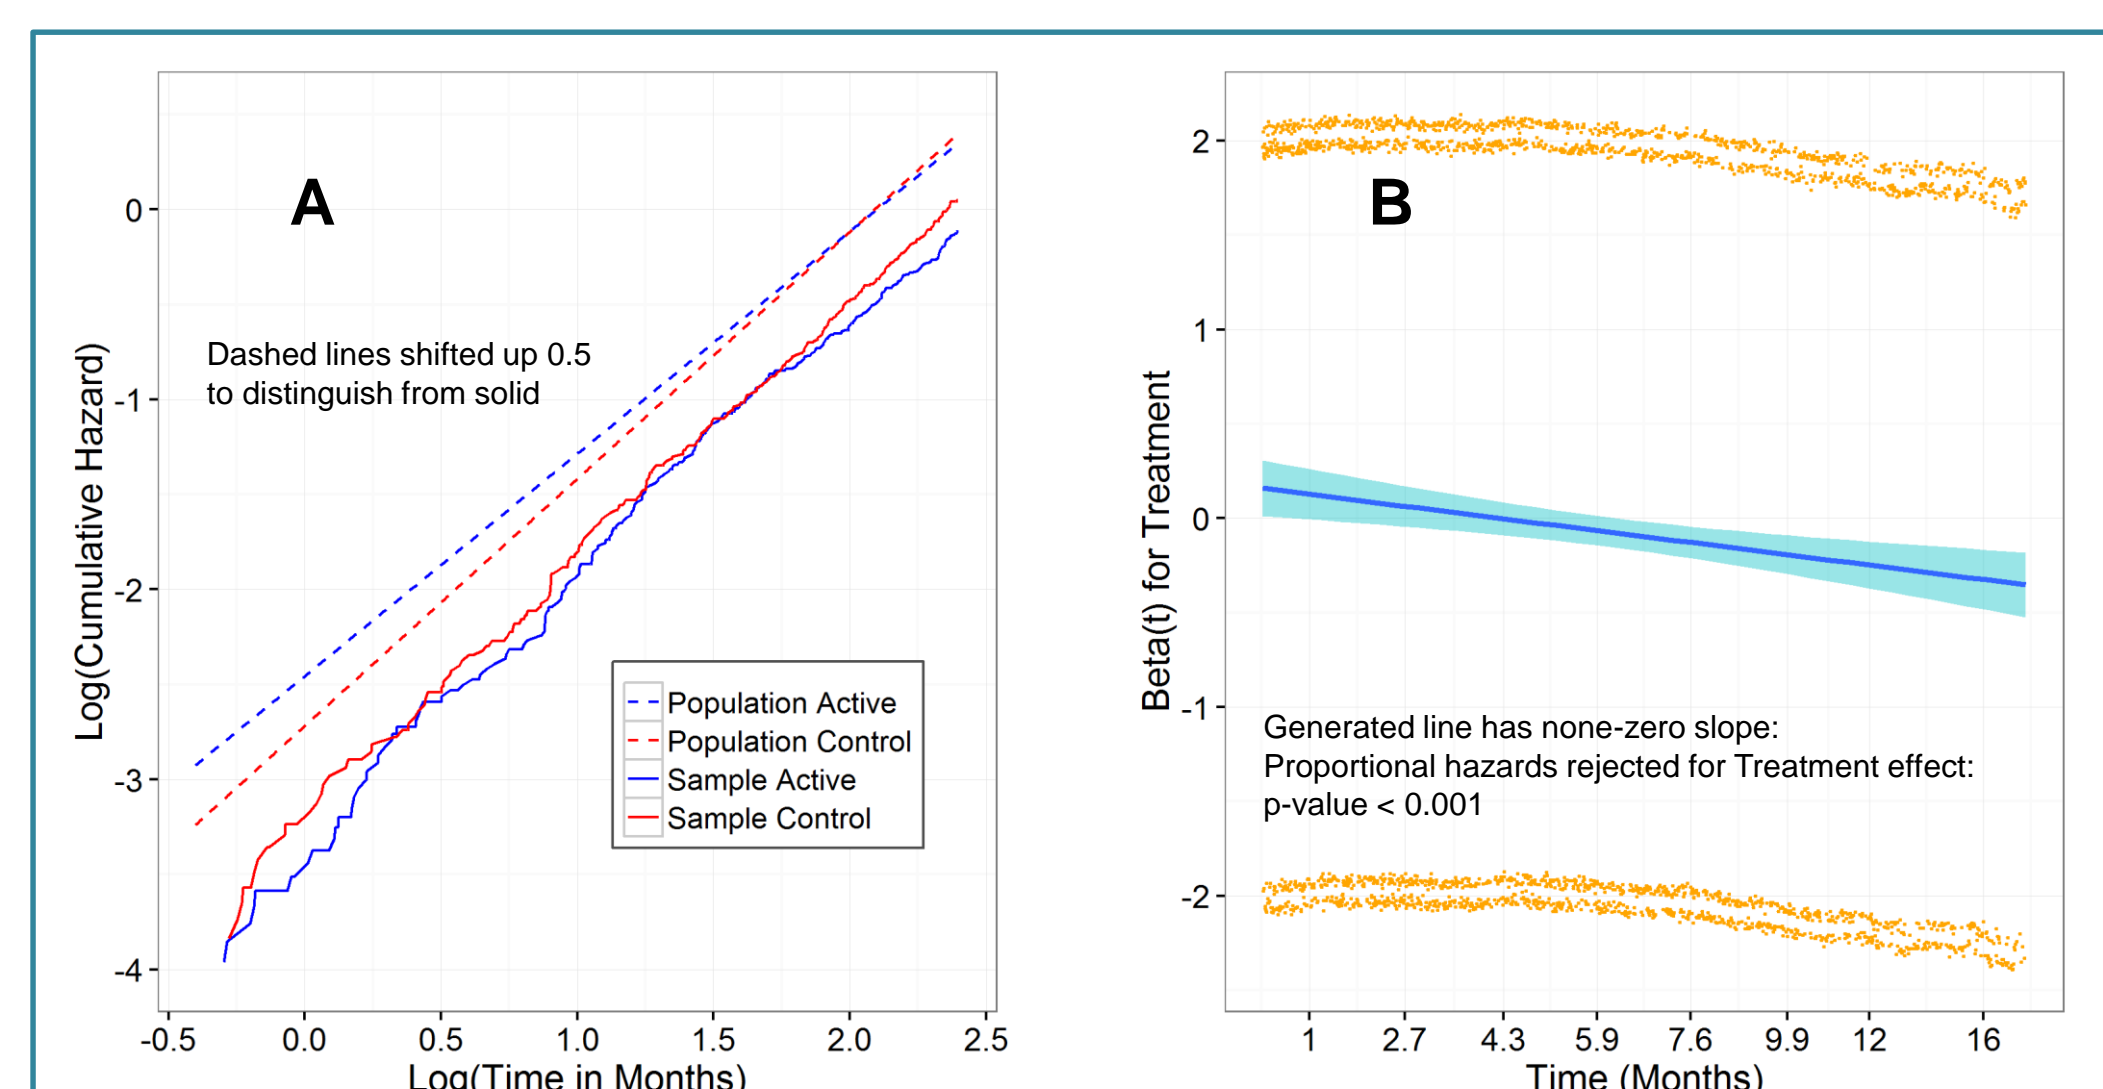 A
Dashed lines shifted up 0.5
to distinguish from solid
Population Active
Population Control
Sample Active
Sample Control
Log(Cumulative Hazard)
0
-1
-2
-3
-4
-0.5 0.0 0.5 1.0 1.5 2.0 2.5
Log(Time in Months)
B
Generated line has none-zero slope:
Proportional hazards rejected for Treatment effect:
p-value < 0.001
Beta(t) for Treatment
2
1
0
-1
-2
1 2.7 4.3 5.9 7.6 9.9 12 16
Time (Months)